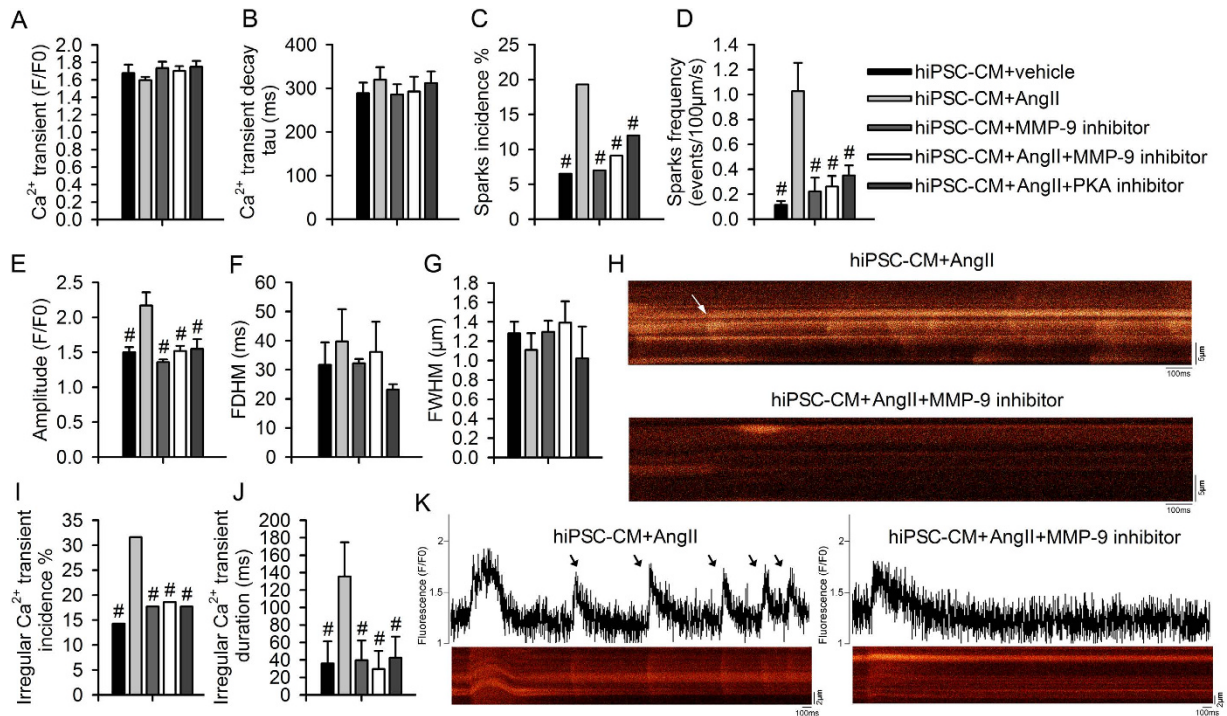 A
Ca2+ transient (F/F0)
2.0
1.8
1.6
1.4
1.2
1.0
0.8
0.6
0.4
0.2
0.0
B
Ca2+ transient decay
tau (ms)
400
300
200
100
0
C
Sparks incidence %
25
20
15
10
5
0
# # # #
D
Sparks frequency
(events/100µm/s)
1.4
1.2
1.0
0.8
0.6
0.4
0.2
0.0
# # # #
hiPSC-CM+vehicle
hiPSC-CM+AngII
hiPSC-CM+MMP-9 inhibitor
hiPSC-CM+AngII+MMP-9 inhibitor
hiPSC-CM+AngII+PKA inhibitor
E
Amplitude (F/F0)
2.5
2.0
1.5
1.0
0.5
0.0
# # # #
F
FDHM (ms)
60
50
40
30
20
10
0
G
FWHM (µm)
1.8
1.6
1.4
1.2
1.0
0.8
0.6
0.4
0.2
0.0
H
hiPSC-CM+AngII
5µm
100ms
hiPSC-CM+AngII+MMP-9 inhibitor
5µm
100ms
I
Irregular Ca2+ transient
incidence %
35
30
25
20
15
10
5
0
# # # #
J
Irregular Ca2+ transient
duration (ms)
200
180
160
140
120
100
80
60
40
20
0
# # # #
K
hiPSC-CM+AngII
Fluorescence (F/F0)
2
1
2µm
100ms
hiPSC-CM+AngII+MMP-9 inhibitor
Fluorescence (F/F0)
2
1
2µm
100ms